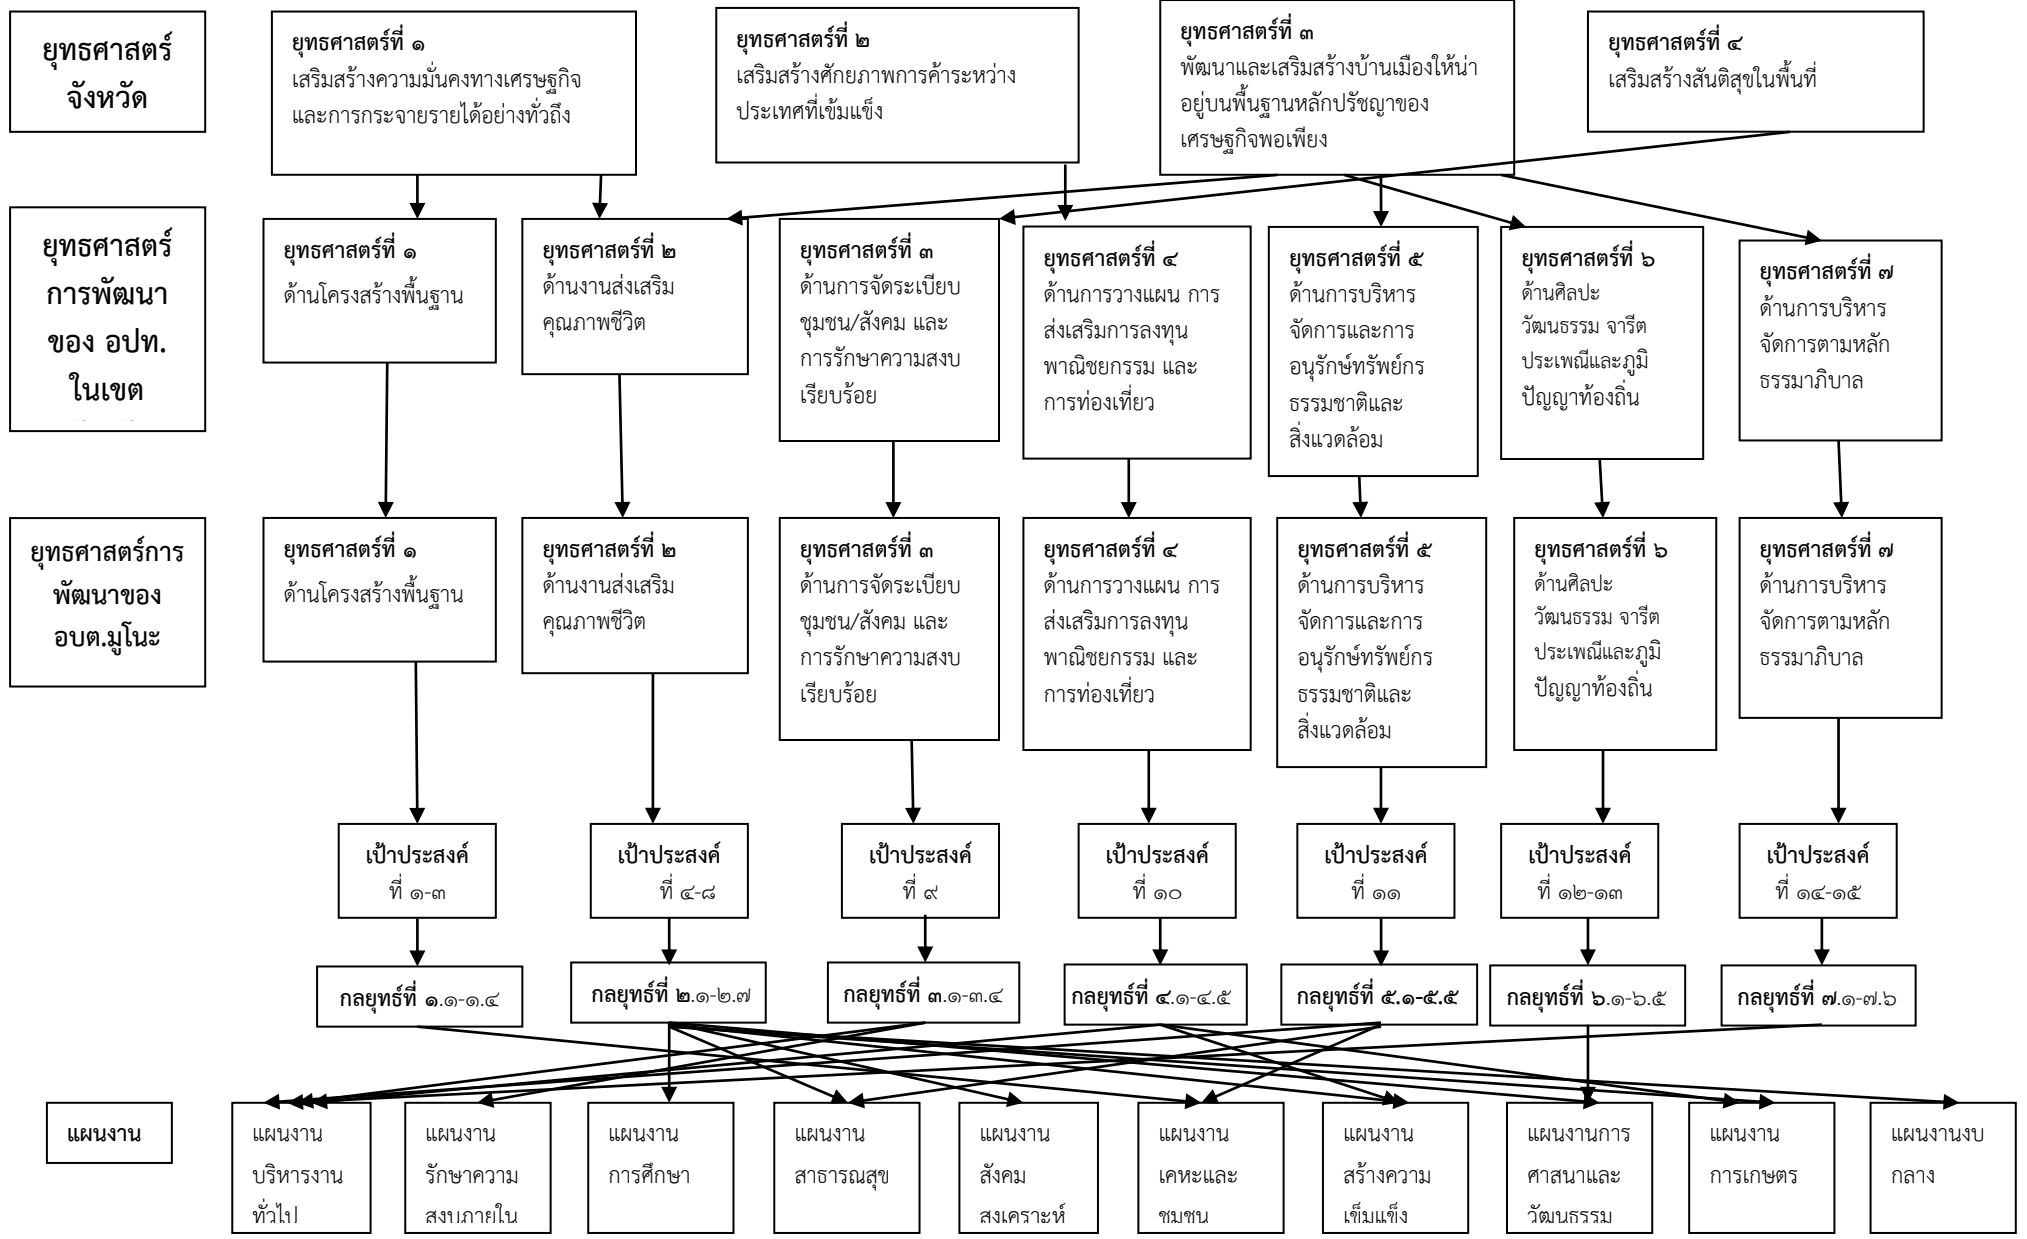 ยุทธศาสตร์
จังหวัด
ยุทธศาสตร์ที่ ๑
เสริมสร้างความมั่นคงทางเศรษฐกิจ
และการกระจายรายได้อย่างทั่วถึง
ยุทธศาสตร์ที่ ๒
เสริมสร้างศักยภาพการค้าระหว่าง
ประเทศที่เข้มแข็ง
ยุทธศาสตร์ที่ ๓
พัฒนาและเสริมสร้างบ้านเมืองให้น่า
อยู่บนพื้นฐานหลักปรัชญาของ
เศรษฐกิจพอเพียง
ยุทธศาสตร์ที่ ๔
เสริมสร้างสันติสุขในพื้นที่
ยุทธศาสตร์
การพัฒนา
ของ อปท.
ในเขต
ยุทธศาสตร์ที่ ๑
ด้านโครงสร้างพื้นฐาน
ยุทธศาสตร์ที่ ๒
ด้านงานส่งเสริม
คุณภาพชีวิต
ยุทธศาสตร์ที่ ๓
ด้านการจัดระเบียบ
ชุมชน/สังคม และ
การรักษาความสงบ
เรียบร้อย
ยุทธศาสตร์ที่ ๔
ด้านการวางแผน การ
ส่งเสริมการลงทุน
พาณิชยกรรม และ
การท่องเที่ยว
ยุทธศาสตร์ที่ ๕
ด้านการบริหาร
จัดการและการ
อนุรักษ์ทรัพย์กร
ธรรมชาติและ
สิ่งแวดล้อม
ยุทธศาสตร์ที่ ๖
ด้านศิลปะ
วัฒนธรรม จารีต
ประเพณีและภูมิ
ปัญญาท้องถิ่น
ยุทธศาสตร์ที่ ๗
ด้านการบริหาร
จัดการตามหลัก
ธรรมาภิบาล
ยุทธศาสตร์การ
พัฒนาของ
อบต.มูโนะ
ยุทธศาสตร์ที่ ๑
ด้านโครงสร้างพื้นฐาน
ยุทธศาสตร์ที่ ๒
ด้านงานส่งเสริม
คุณภาพชีวิต
ยุทธศาสตร์ที่ ๓
ด้านการจัดระเบียบ
ชุมชน/สังคม และ
การรักษาความสงบ
เรียบร้อย
ยุทธศาสตร์ที่ ๔
ด้านการวางแผน การ
ส่งเสริมการลงทุน
พาณิชยกรรม และ
การท่องเที่ยว
ยุทธศาสตร์ที่ ๕
ด้านการบริหาร
จัดการและการ
อนุรักษ์ทรัพย์กร
ธรรมชาติและ
สิ่งแวดล้อม
ยุทธศาสตร์ที่ ๖
ด้านศิลปะ
วัฒนธรรม จารีต
ประเพณีและภูมิ
ปัญญาท้องถิ่น
ยุทธศาสตร์ที่ ๗
ด้านการบริหาร
จัดการตามหลัก
ธรรมาภิบาล
เป้าประสงค์
ที่ ๑-๓
เป้าประสงค์
ที่ ๔-๘
เป้าประสงค์
ที่ ๙
เป้าประสงค์
ที่ ๑๐
เป้าประสงค์
ที่ ๑๑
เป้าประสงค์
ที่ ๑๒-๑๓
เป้าประสงค์
ที่ ๑๔-๑๕
กลยุทธ์ที่ ๑.๑-๑.๔
กลยุทธ์ที่ ๒.๑-๒.๗
กลยุทธ์ที่ ๓.๑-๓.๔
กลยุทธ์ที่ ๔.๑-๔.๕
กลยุทธ์ที่ ๕.๑-๕.๕
กลยุทธ์ที่ ๖.๑-๖.๕
กลยุทธ์ที่ ๗.๑-๗.๖
แผนงาน
แผนงาน
บริหารงาน
ทั่วไป
แผนงาน
รักษาความ
สงบภายใน
แผนงาน
การศึกษา
แผนงาน
สาธารณสุข
แผนงาน
สังคม
สงเคราะห์
แผนงาน
เคหะและ
ชุมชน
แผนงาน
สร้างความ
เข็มแข็ง
แผนงานการ
ศาสนาและ
วัฒนธรรม
แผนงาน
การเกษตร
แผนงานงบ
กลาง